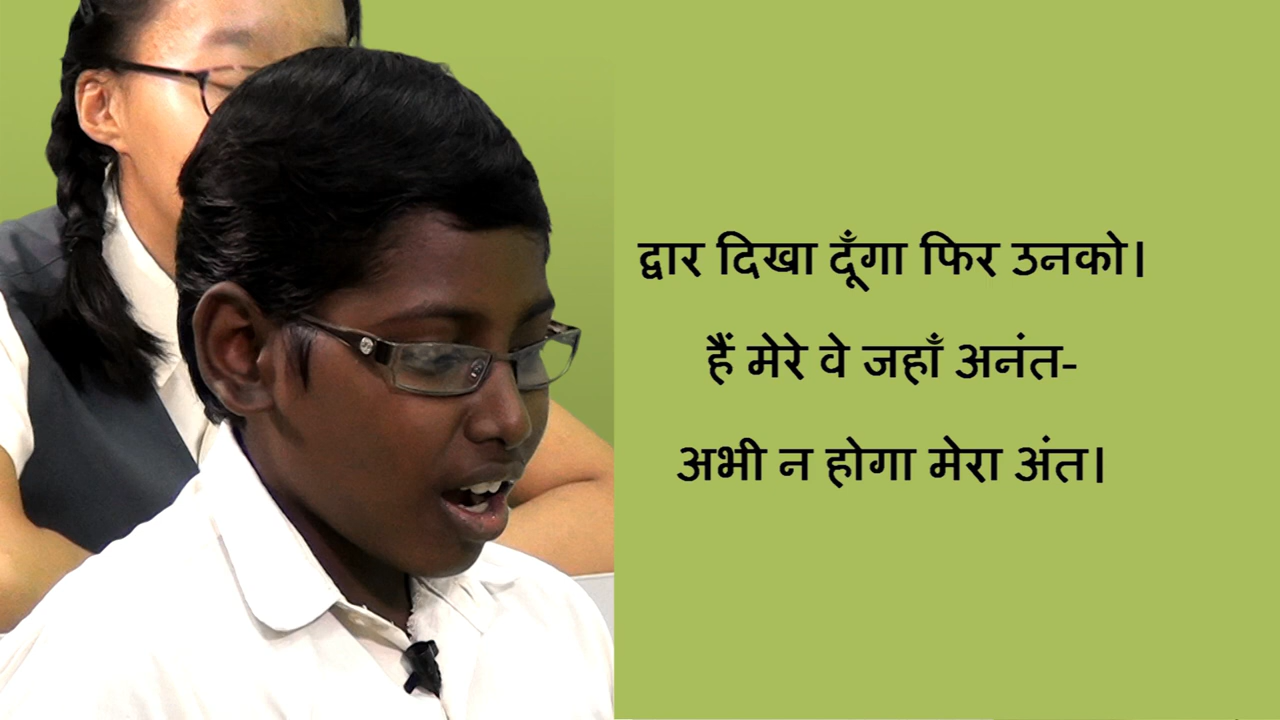 द्वार दिखा दूँगा फिर उनको।
हैं मेरे वे जहाँ अनंत-
अभी न होगा मेरा अंत।